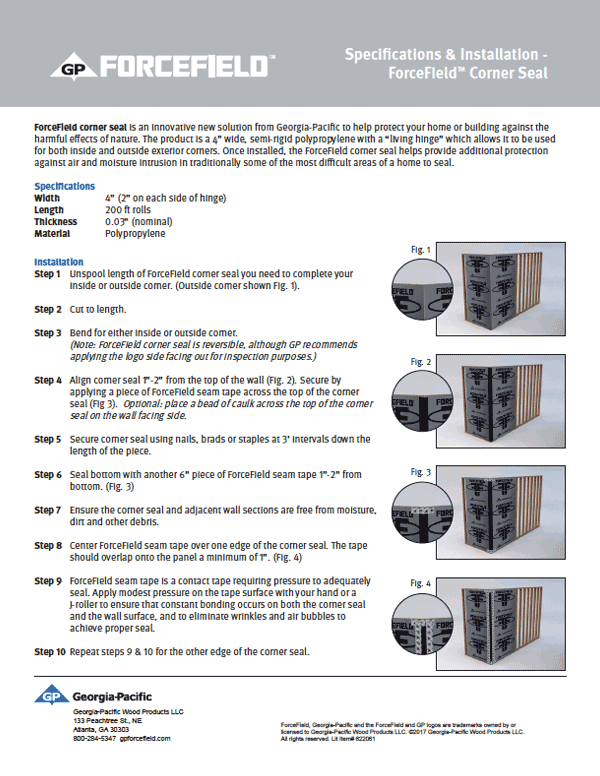 GP FORCEFIELD™
Specifications & Installation -
ForceField™ Corner Seal
ForceField corner seal is an innovative new solution from Georgia-Pacific to help protect your home or building against the
harmful effects of nature. The product is a 4" wide, semi-rigid polypropylene with a “living hinge” which allows it to be used
for both inside and outside exterior corners. Once installed, the ForceField corner seal helps provide additional protection
against air and moisture intrusion in traditionally some of the most difficult areas of a home to seal.
Specifications
Width 4" (2" on each side of hinge)
Length 200 ft rolls
Thickness 0.03" (nominal)
Material Polypropylene
Installation
Step 1 Unspool length of ForceField corner seal you need to complete your
inside or outside corner. (Outside corner shown Fig. 1).
Step 2 Cut to length.
Step 3 Bend for either inside or outside corner.
(Note: ForceField corner seal is reversible, although GP recommends
applying the logo side facing out for inspection purposes.)
Step 4 Align corner seal 1"-2" from the top of the wall (Fig. 2). Secure by
applying a piece of ForceField seam tape across the top of the corner
seal (Fig 3). Optional: place a bead of caulk across the top of the corner
seal on the wall facing side.
Step 5 Secure corner seal using nails, brads or staples at 3' intervals down the
length of the piece.
Step 6 Seal bottom with another 6" piece of ForceField seam tape 1"-2" from
bottom. (Fig. 3)
Step 7 Ensure the corner seal and adjacent wall sections are free from moisture,
dirt and other debris.
Step 8 Center ForceField seam tape over one edge of the corner seal. The tape
should overlap onto the panel a minimum of 1". (Fig. 4)
Step 9 ForceField seam tape is a contact tape requiring pressure to adequately
seal. Apply modest pressure on the tape surface with your hand or a
J-roller to ensure that constant bonding occurs on both the corner seal
and the wall surface, and to eliminate wrinkles and air bubbles to
achieve proper seal.
Step 10 Repeat steps 9 & 10 for the other edge of the corner seal.
Fig. 1
Fig. 2
Fig. 3
Fig. 4
GP Georgia-Pacific
Georgia-Pacific Wood Products LLC
133 Peachtree St., NE
Atlanta, GA 30303
800-284-5347 gpforcefield.com
ForceField, Georgia-Pacific and the ForceField and GP logos are trademarks owned by or
licensed to Georgia-Pacific Wood Products LLC. ©2017 Georgia-Pacific Wood Products LLC.
All rights reserved. Lit Item# 622061